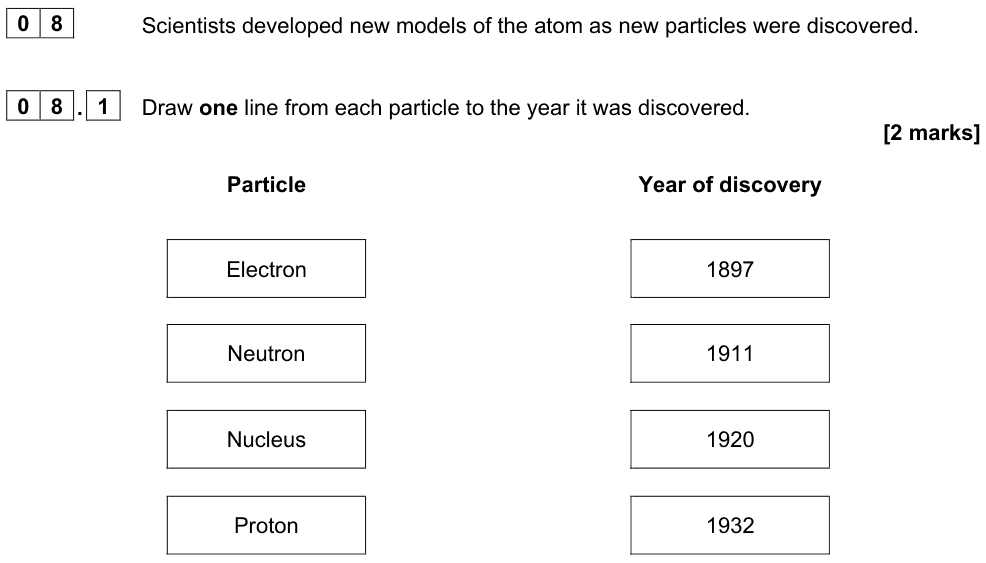 0 8 Scientists developed new models of the atom as new particles were discovered.
0 8 . 1 Draw one line from each particle to the year it was discovered.
[2 marks]
Particle Year of discovery
Electron 1897
Neutron 1911
Nucleus 1920
Proton 1932